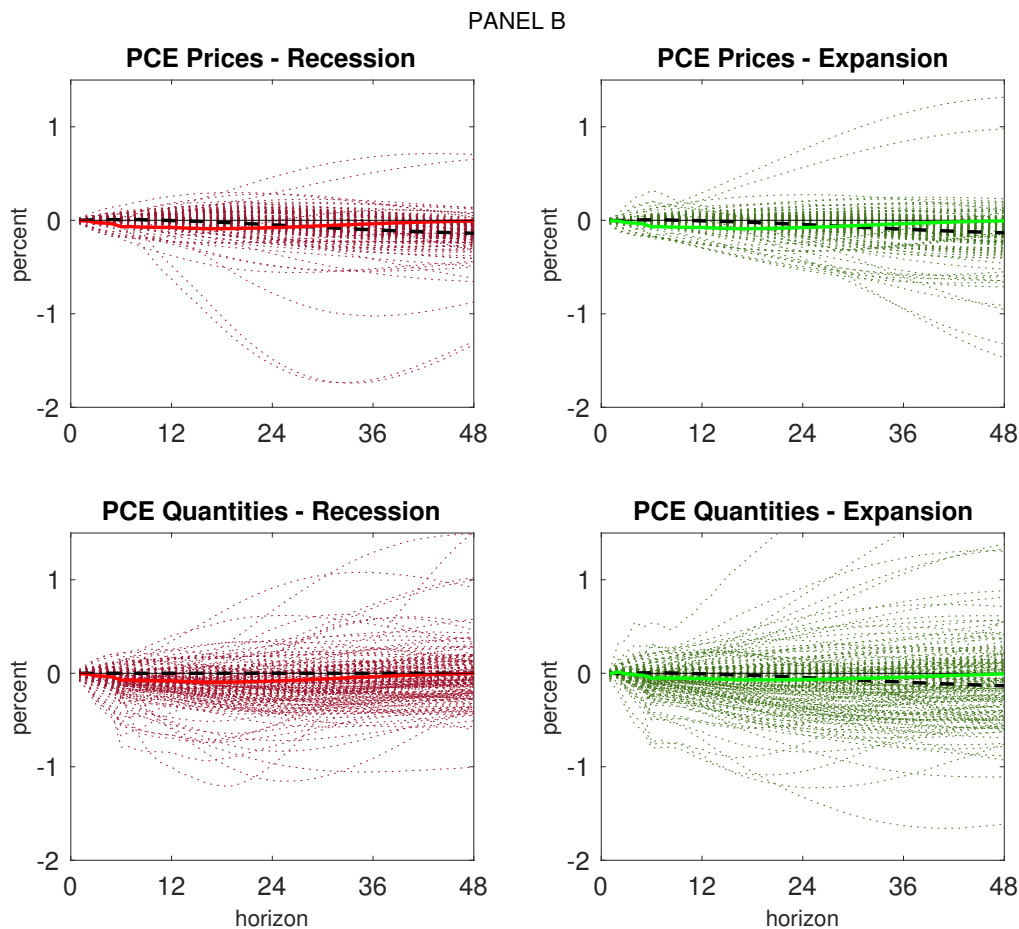 PANEL B
PCE Prices - Recession
PCE Prices - Expansion
percent
1
0
-1
-2
0 12 24 36 48
percent
1
0
-1
-2
0 12 24 36 48
PCE Quantities - Recession
PCE Quantities - Expansion
percent
1
0
-1
-2
0 12 24 36 48
horizon
percent
1
0
-1
-2
0 12 24 36 48
horizon